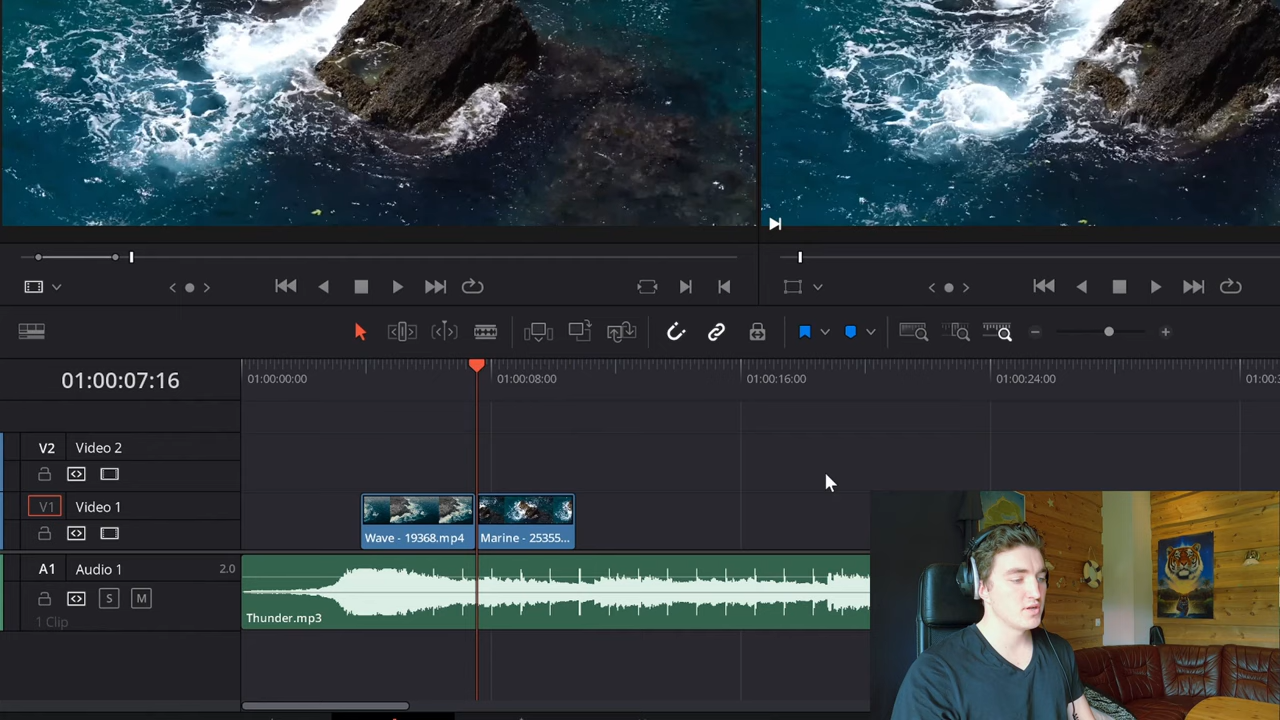 01:00:07:16
01:00:00:00
01:00:08:00
01:00:16:00
01:00:24:00
V2 Video 2
V1 Video 1
Wave - 19368.mp4
Marine - 25355...
A1 Audio 1 2.0
S M
1 Clip
Thunder.mp3